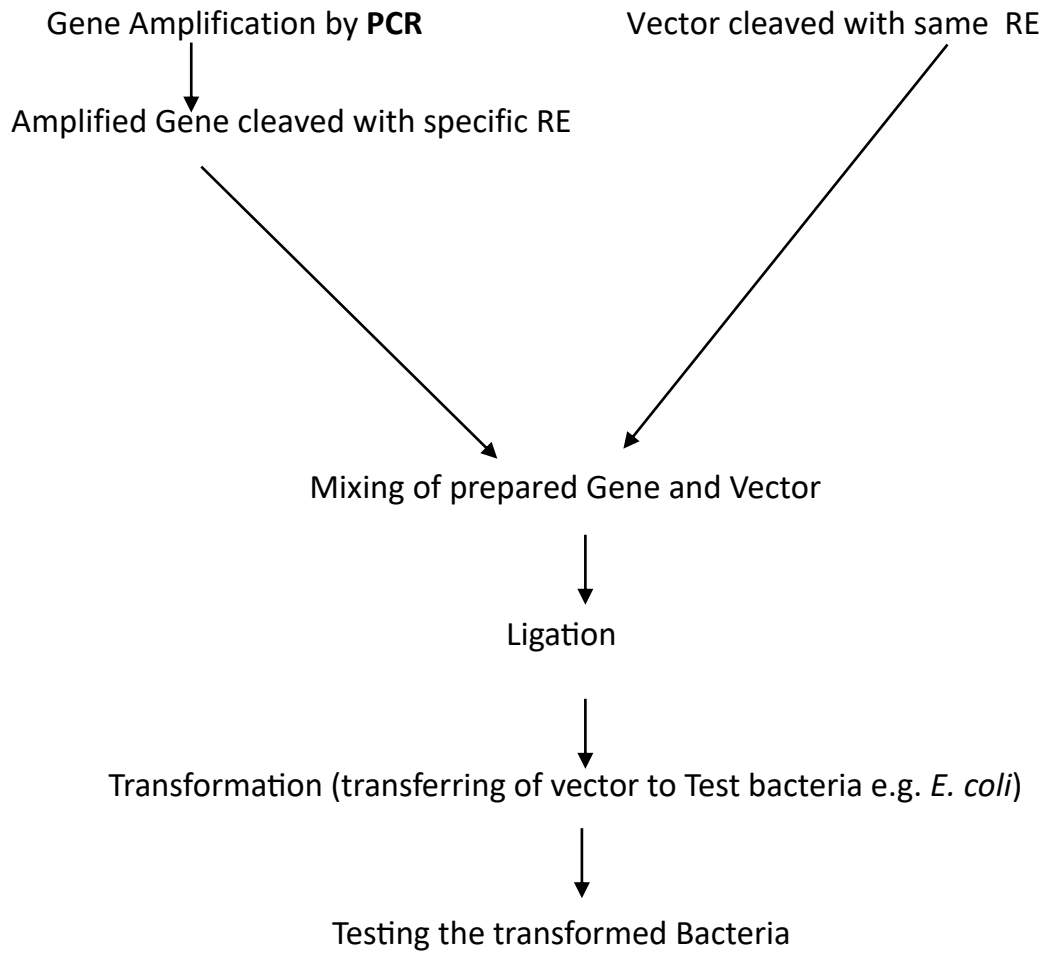 Gene Amplification by PCR
Vector cleaved with same RE
Amplified Gene cleaved with specific RE
Mixing of prepared Gene and Vector
Ligation
Transformation (transferring of vector to Test bacteria e.g. E. coli)
Testing the transformed Bacteria